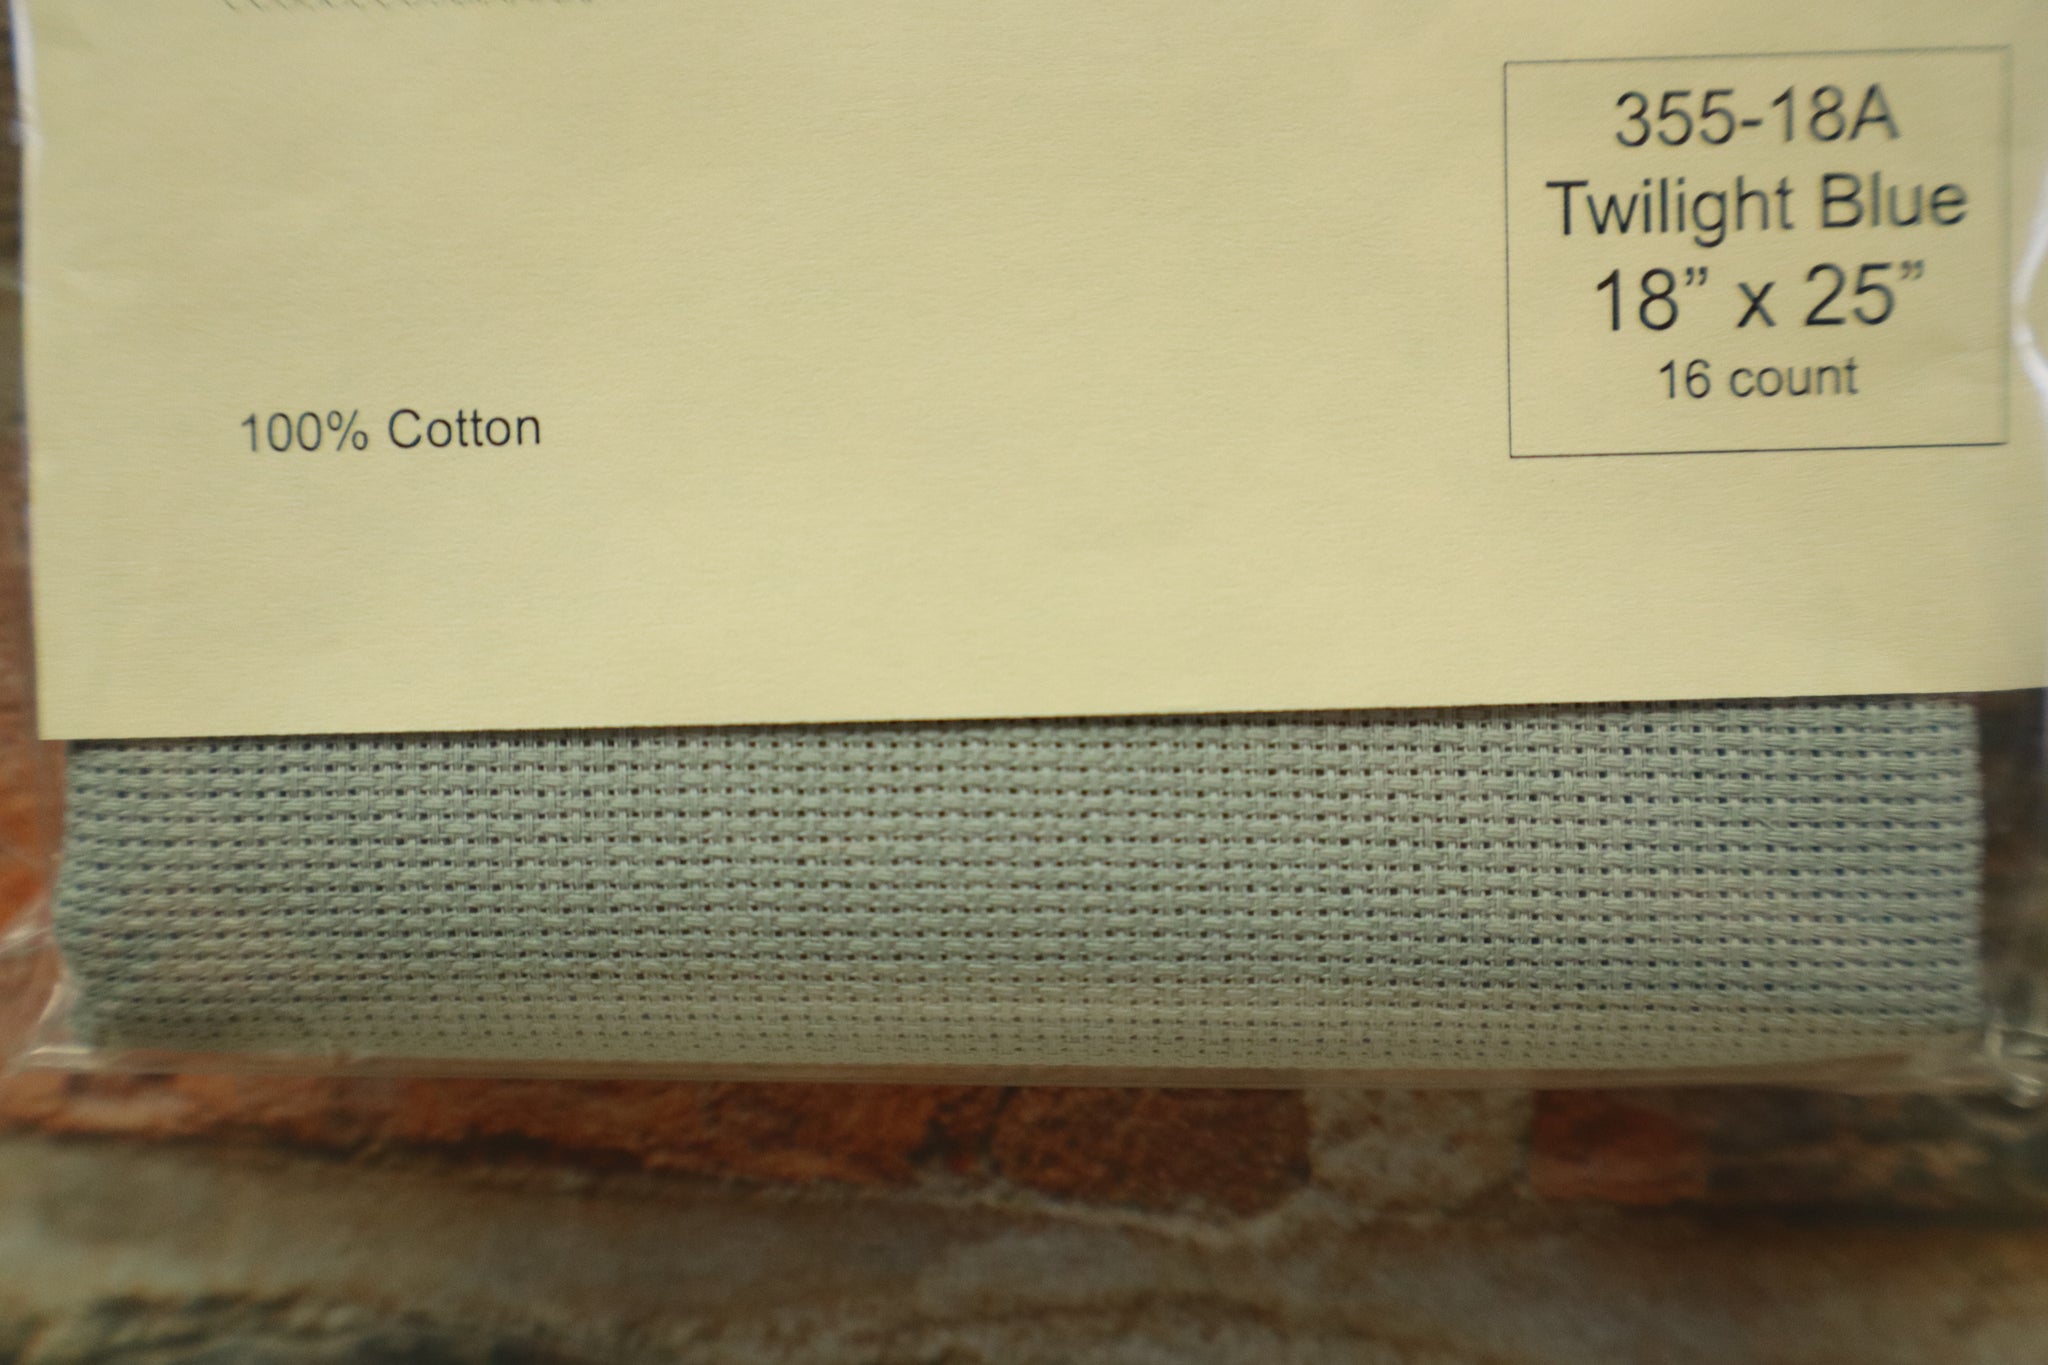 355-18A
Twilight Blue
18” x 25”
16 count
100% Cotton